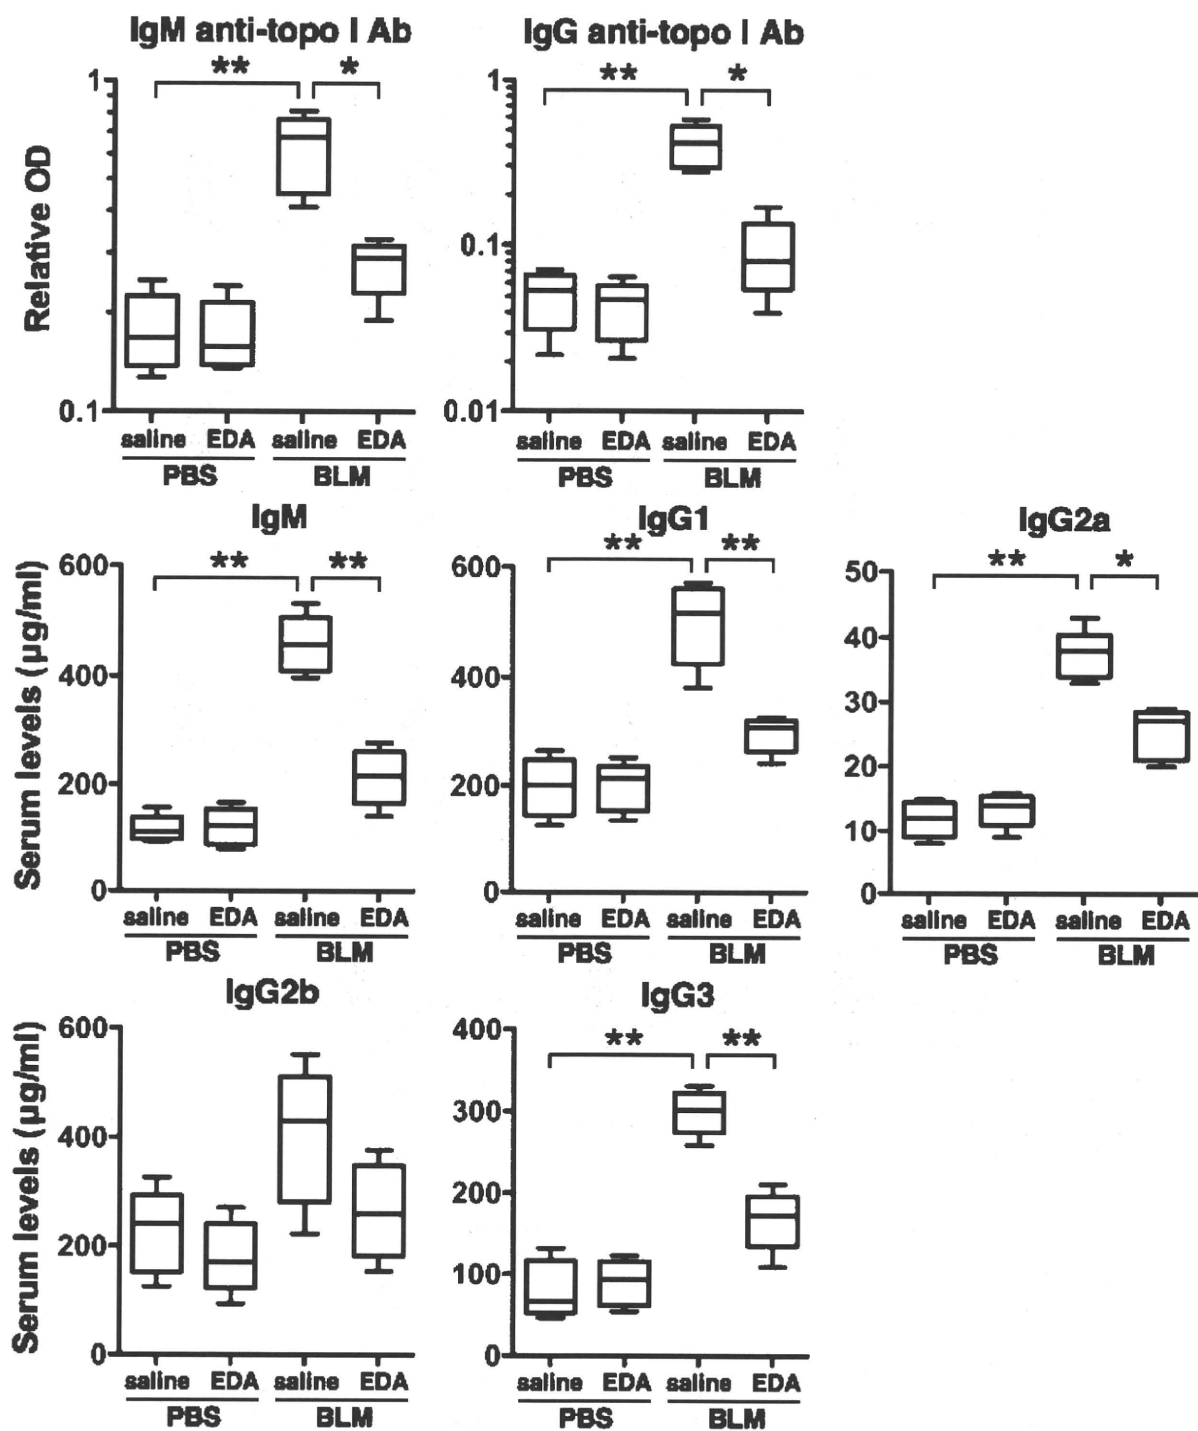 IgM anti-topo I Ab
IgG anti-topo I Ab
** *
** *
Relative OD
1
0.1
1
0.1
0.01
saline EDA saline EDA
PBS BLM
saline EDA saline EDA
PBS BLM
IgM
IgG1
IgG2a
** **
** **
** *
Serum levels (µg/ml)
600
400
200
0
600
400
200
0
50
40
30
20
10
0
saline EDA saline EDA
PBS BLM
saline EDA saline EDA
PBS BLM
saline EDA saline EDA
PBS BLM
IgG2b
IgG3
** **
Serum levels (µg/ml)
600
400
200
0
400
300
200
100
0
saline EDA saline EDA
PBS BLM
saline EDA saline EDA
PBS BLM